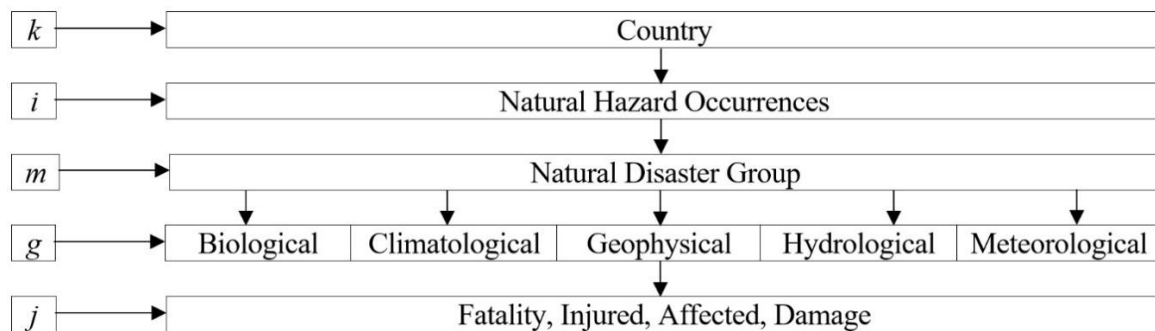 k Country
i Natural Hazard Occurrences
m Natural Disaster Group
g Biological Climatological Geophysical Hydrological Meteorological
j Fatality, Injured, Affected, Damage